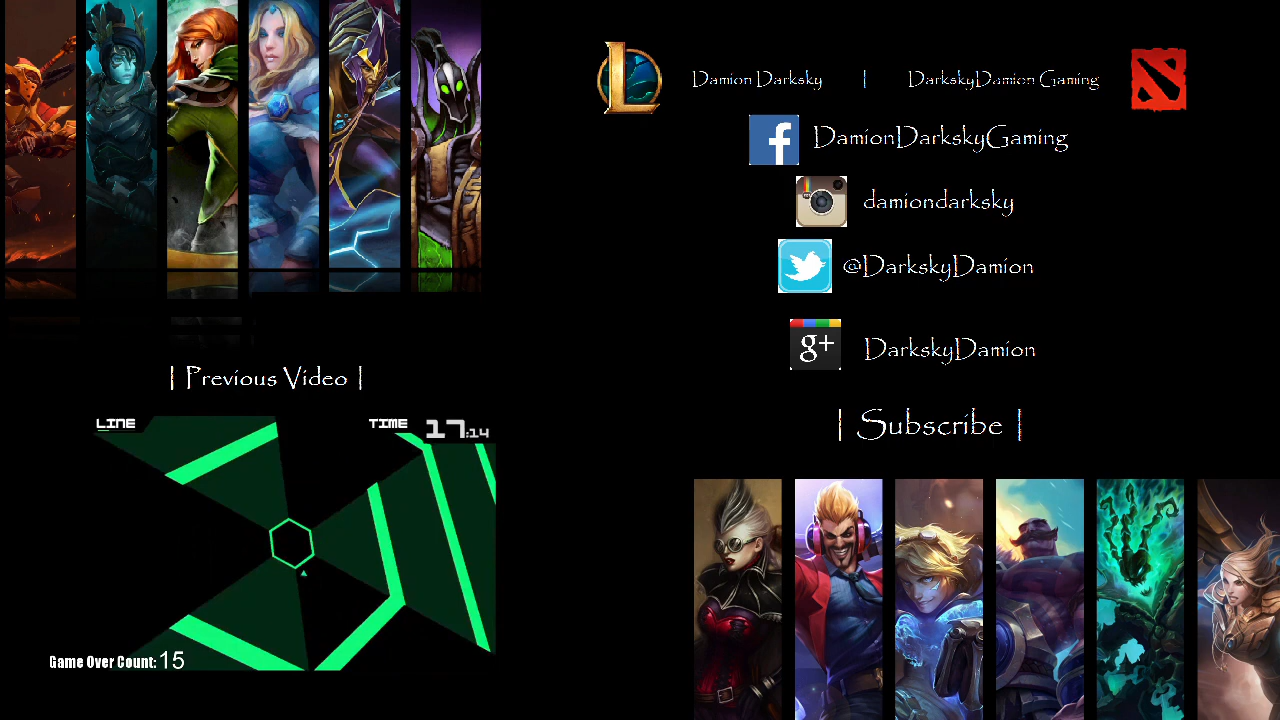 Damion Darksky | DarkskyDamion Gaming
DamionDarkskyGaming
damiondarksky
@DarkskyDamion
g+ DarkskyDamion
| Previous Video |
LINE TIME 17:14
Game Over Count: 15
| Subscribe |